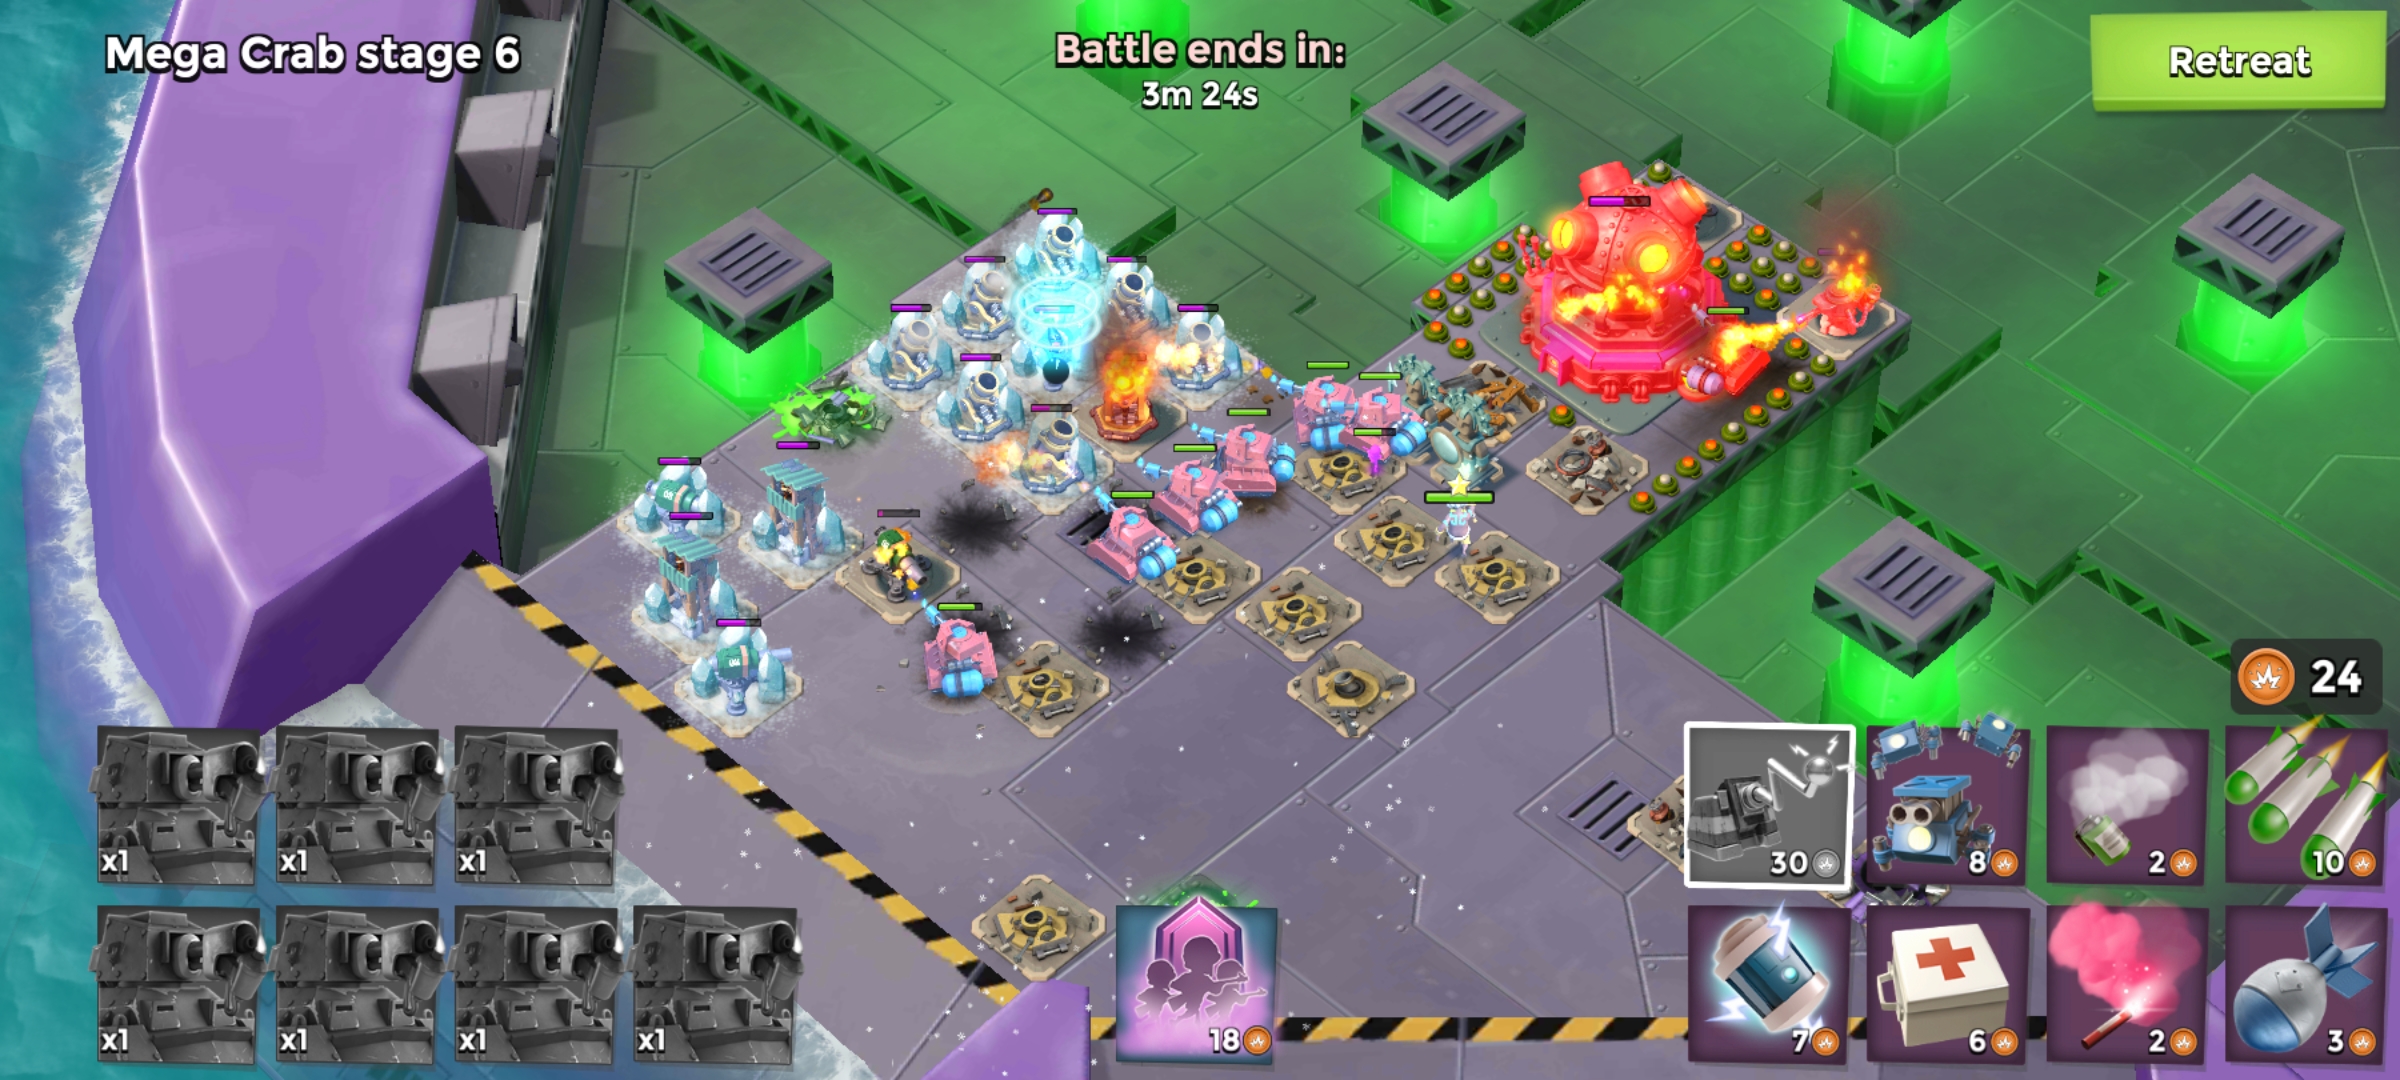 Mega Crab stage 6
Battle ends in:
3m 24s
Retreat
24
x1
x1
x1
30
8
2
10
x1
x1
x1
x1
18
7
6
2
3